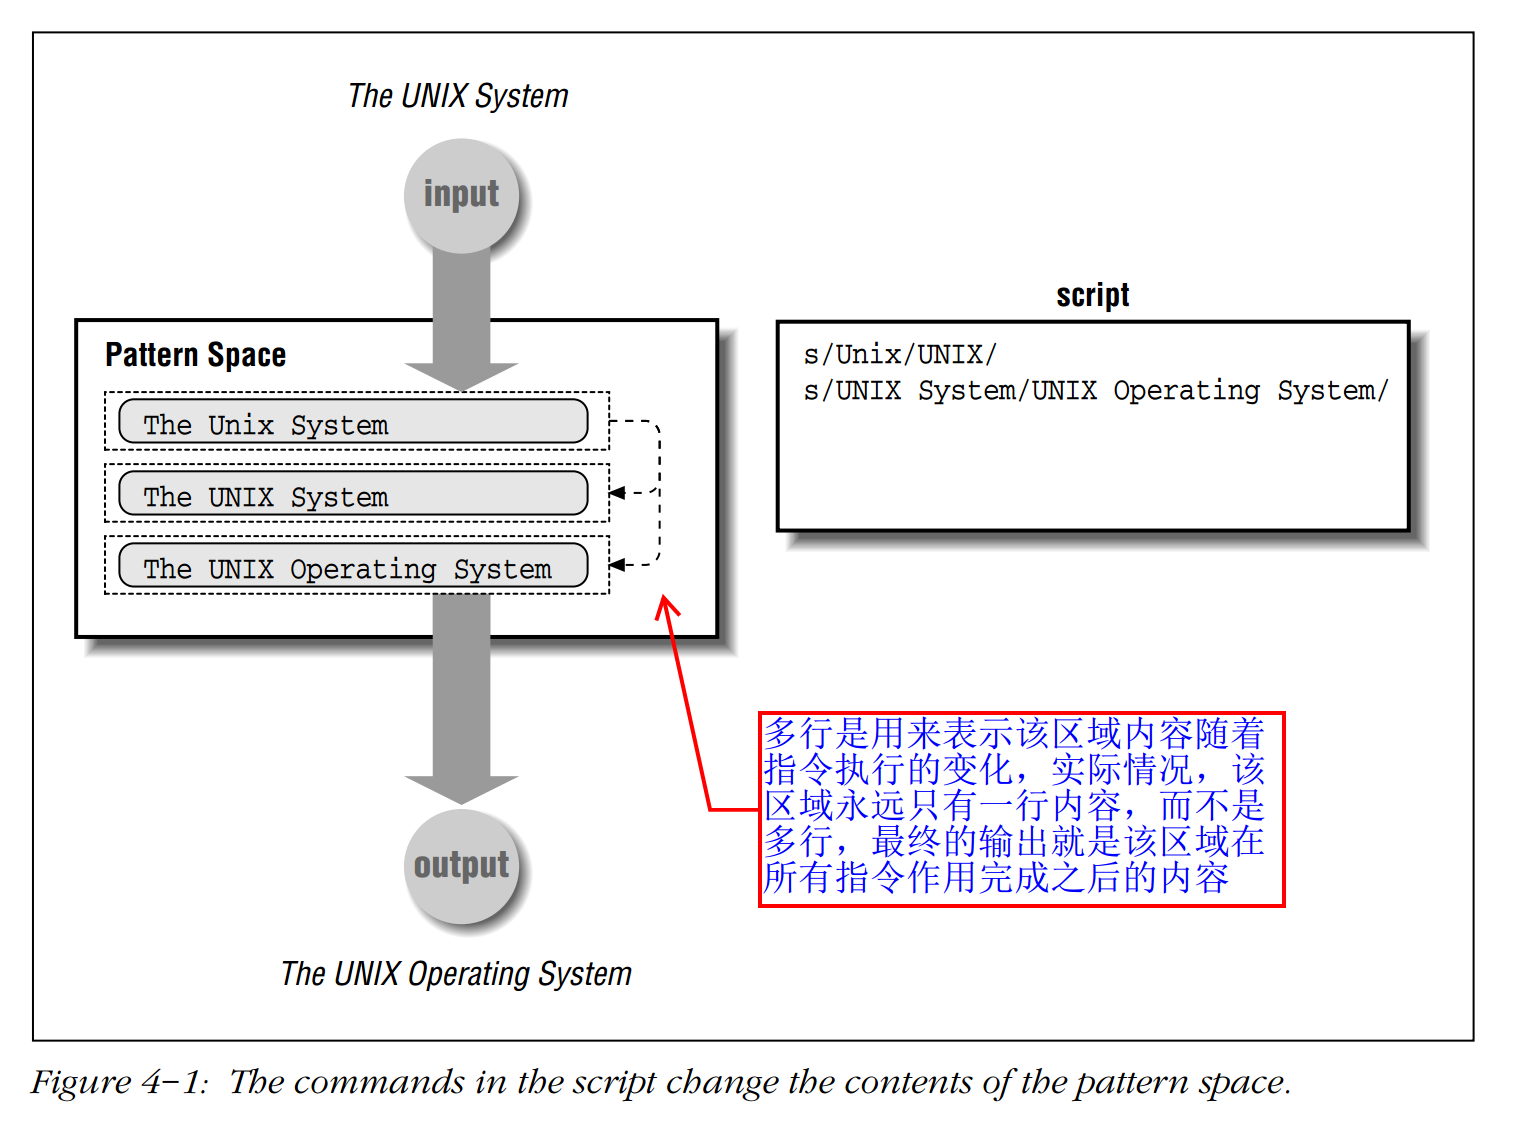 The UNIX System
input
Pattern Space
The Unix System
The UNIX System
The UNIX Operating System
output
The UNIX Operating System
script
s/Unix/UNIX/
s/UNIX System/UNIX Operating System/
多行是用来表示该区域内容随着
指令执行的变化，实际情况，该
区域永远只有一行内容，而不是
多行，最终的输出就是该区域在
所有指令作用完成之后的内容
Figure 4−1: The commands in the script change the contents of the pattern space.